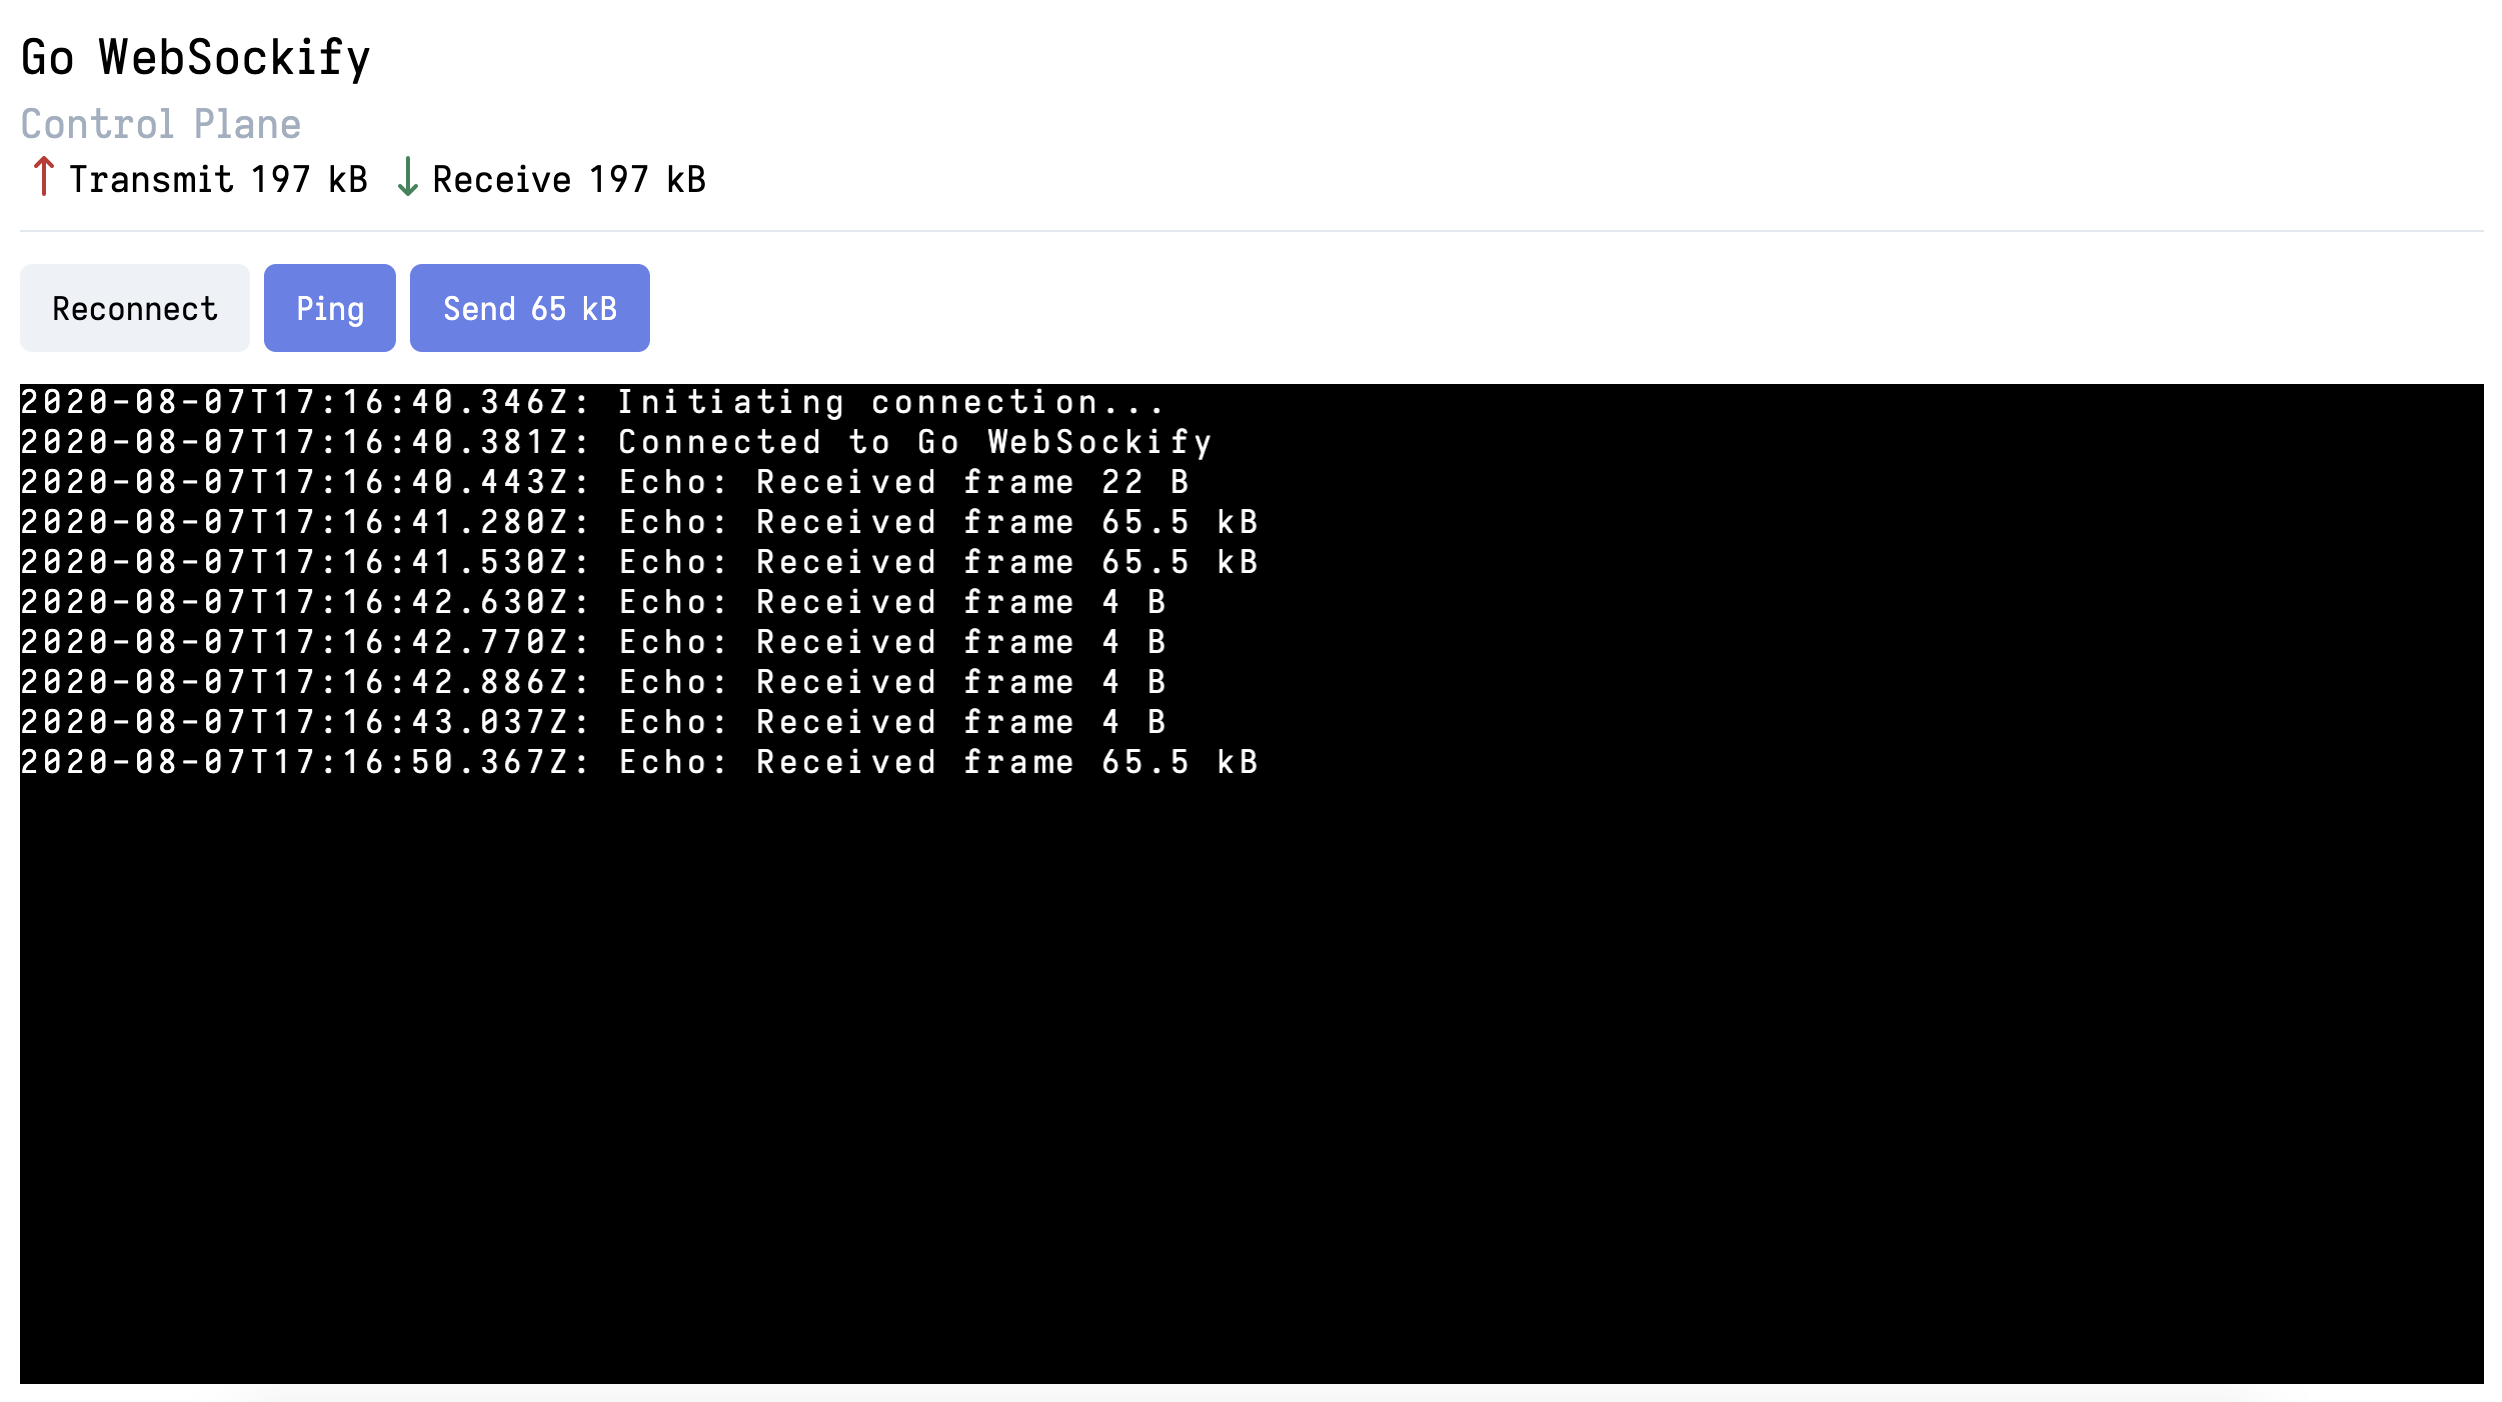 Go WebSockify
Control Plane
↑ Transmit 197 kB ↓ Receive 197 kB
Reconnect Ping Send 65 kB
2020-08-07T17:16:40.346Z: Initiating connection...
2020-08-07T17:16:40.381Z: Connected to Go WebSockify
2020-08-07T17:16:40.443Z: Echo: Received frame 22 B
2020-08-07T17:16:41.280Z: Echo: Received frame 65.5 kB
2020-08-07T17:16:41.530Z: Echo: Received frame 65.5 kB
2020-08-07T17:16:42.630Z: Echo: Received frame 4 B
2020-08-07T17:16:42.770Z: Echo: Received frame 4 B
2020-08-07T17:16:42.886Z: Echo: Received frame 4 B
2020-08-07T17:16:43.037Z: Echo: Received frame 4 B
2020-08-07T17:16:50.367Z: Echo: Received frame 65.5 kB